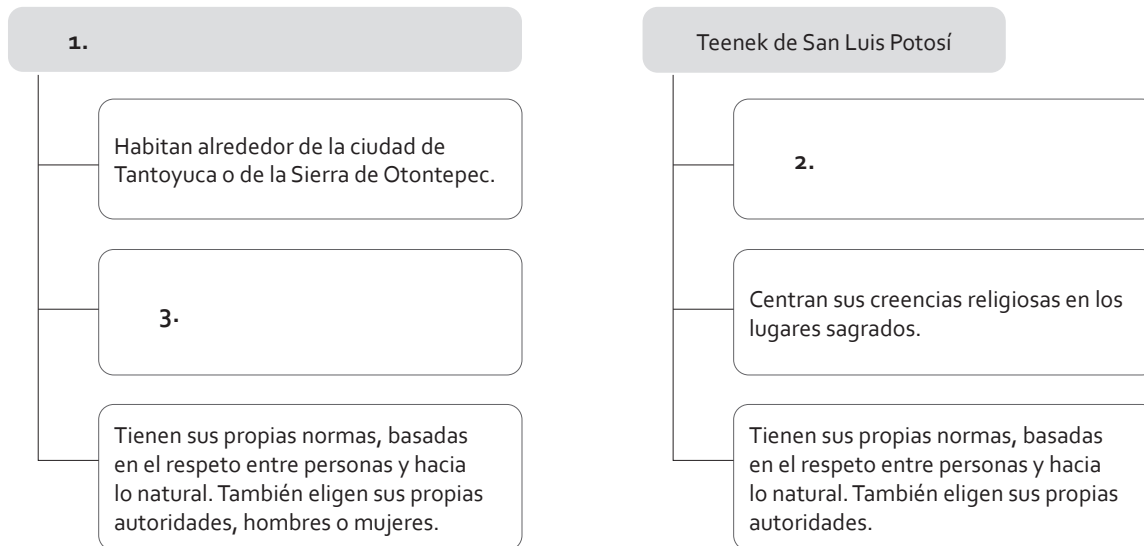 1.
Habitan alrededor de la ciudad de
Tantoyuca o de la Sierra de Otontepec.
3.
Tienen sus propias normas, basadas
en el respeto entre personas y hacia
lo natural. También eligen sus propias
autoridades, hombres o mujeres.
Teenek de San Luis Potosí
2.
Centran sus creencias religiosas en los
lugares sagrados.
Tienen sus propias normas, basadas
en el respeto entre personas y hacia
lo natural. También eligen sus propias
autoridades.